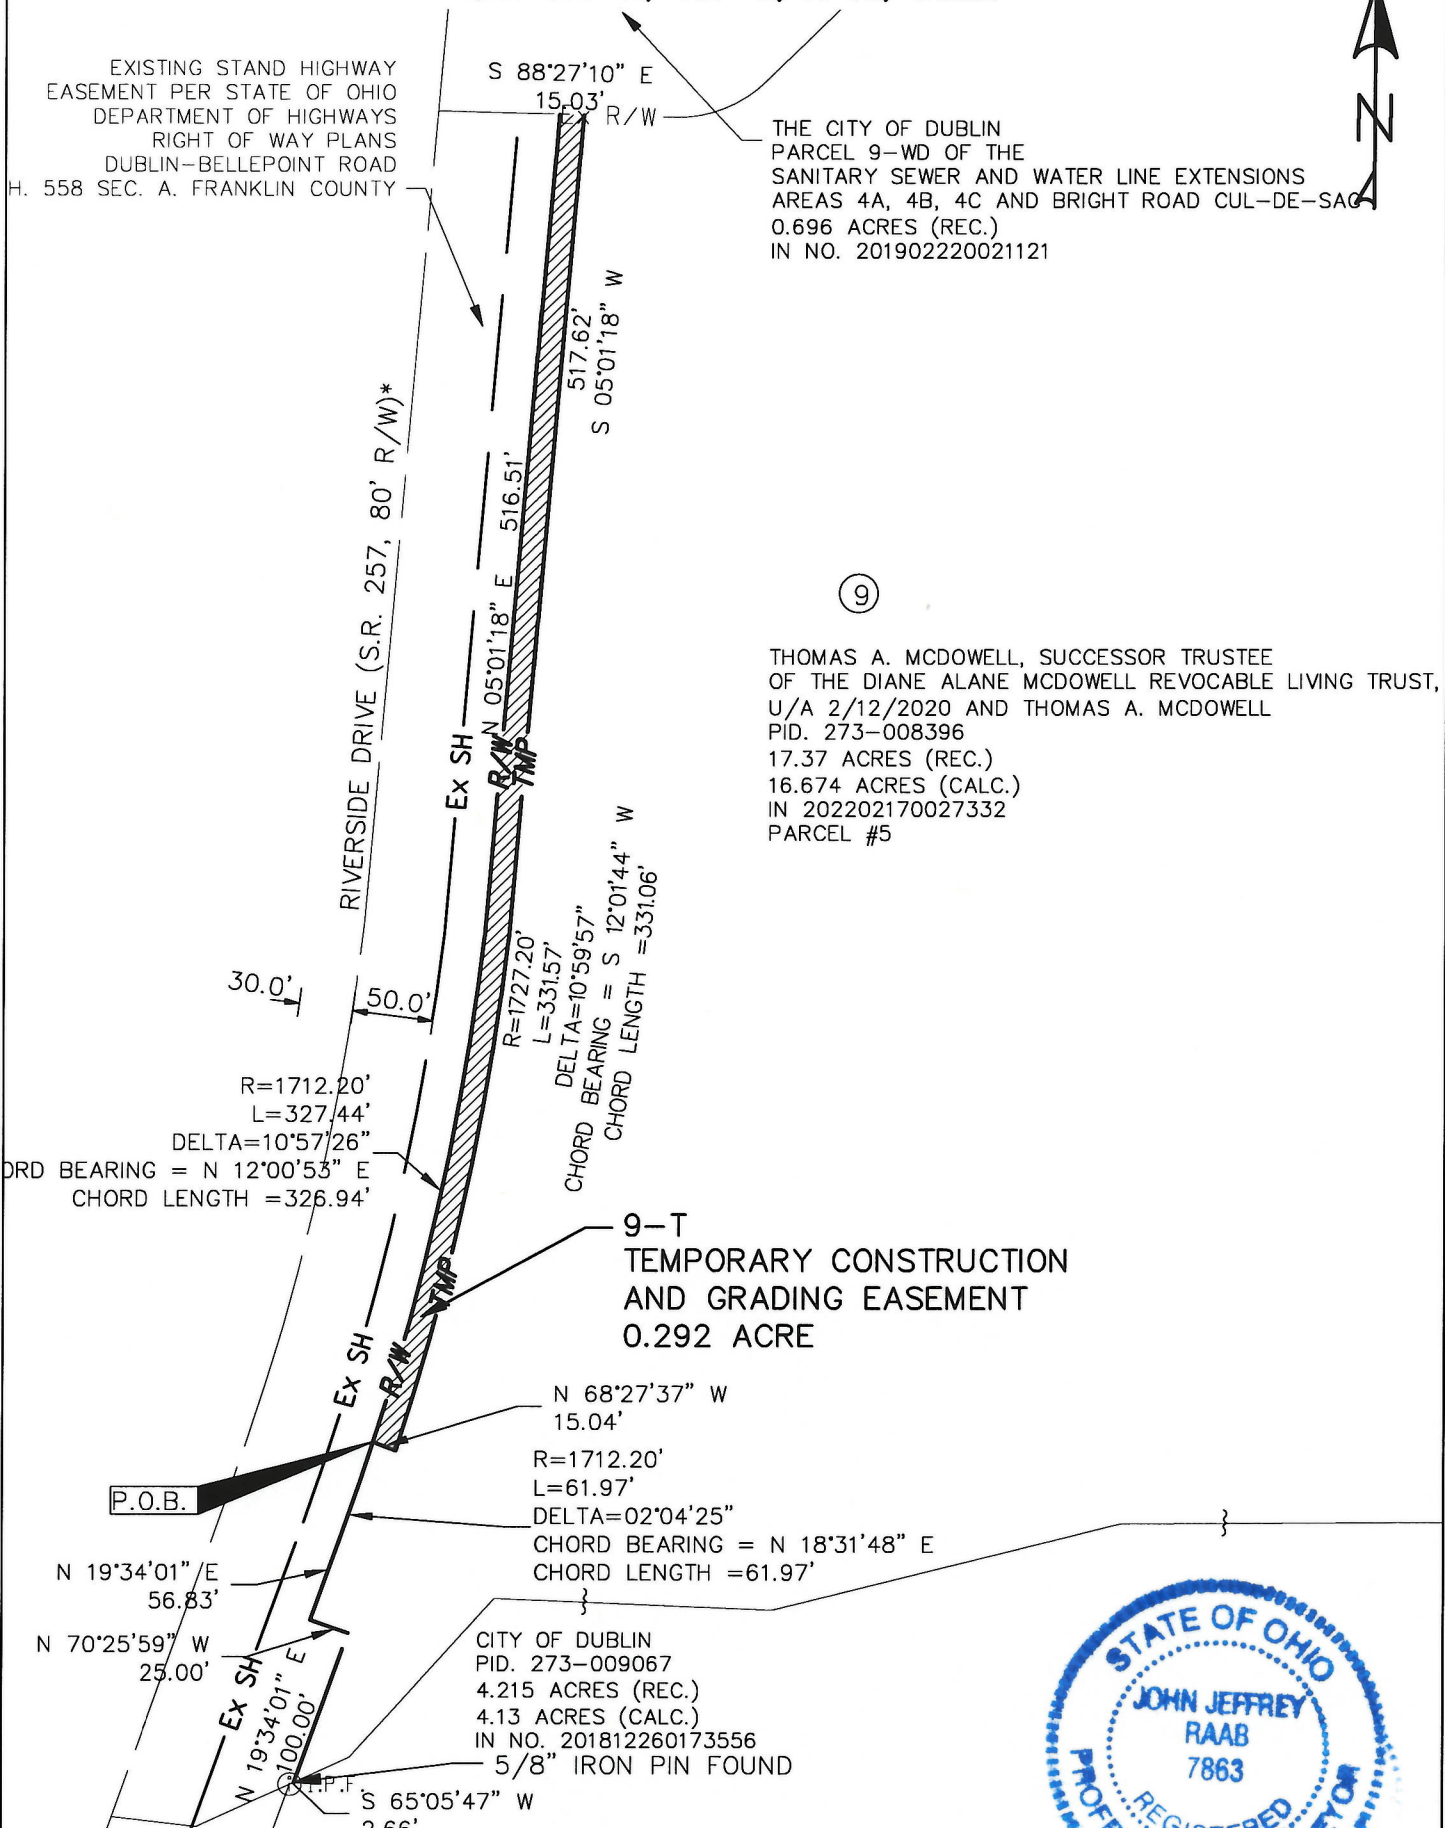 EXISTING STAND HIGHWAY
EASEMENT PER STATE OF OHIO
DEPARTMENT OF HIGHWAYS
RIGHT OF WAY PLANS
DUBLIN-BELLEPOINT ROAD
H. 558 SEC. A. FRANKLIN COUNTY
S 88°27'10" E
15.03'
Ex R/W
THE CITY OF DUBLIN
PARCEL 9-WD OF THE
SANITARY SEWER AND WATER LINE EXTENSIONS
AREAS 4A, 4B, 4C AND BRIGHT ROAD CUL-DE-SAC
0.696 ACRES (REC.)
IN NO. 201902220021121
N
517.62'
S 05°01'18" W
RIVERSIDE DRIVE (S.R. 257, 80' R/W)*
N 05°01'18" E 516.51'
Ex SH
R/W
TMP
9
THOMAS A. MCDOWELL, SUCCESSOR TRUSTEE
OF THE DIANE ALANE MCDOWELL REVOCABLE LIVING TRUST,
U/A 2/12/2020 AND THOMAS A. MCDOWELL
PID. 273-008396
17.37 ACRES (REC.)
16.674 ACRES (CALC.)
IN 202202170027332
PARCEL #5
30.0'
50.0'
R=1727.20'
L=331.57'
DELTA=10°59'57"
CHORD BEARING = S 12°01'44" W
CHORD LENGTH =331.06'
R=1712.20'
L=327.44'
DELTA=10°57'26"
ORD BEARING = N 12°00'53" E
CHORD LENGTH =326.94'
9-T
TEMPORARY CONSTRUCTION
AND GRADING EASEMENT
0.292 ACRE
TMP
Ex SH
R/W
N 68°27'37" W
15.04'
P.O.B.
R=1712.20'
L=61.97'
DELTA=02°04'25"
CHORD BEARING = N 18°31'48" E
CHORD LENGTH =61.97'
N 19°34'01" E
56.83'
N 70°25'59" W
25.00'
Ex SH
N 19°34'01" E
100.00'
CITY OF DUBLIN
PID. 273-009067
4.215 ACRES (REC.)
4.13 ACRES (CALC.)
IN NO. 201812260173556
5/8" IRON PIN FOUND
I.P.F.
S 65°05'47" W
STATE OF OHIO
JOHN JEFFREY
RAAB
7863
REGISTERED